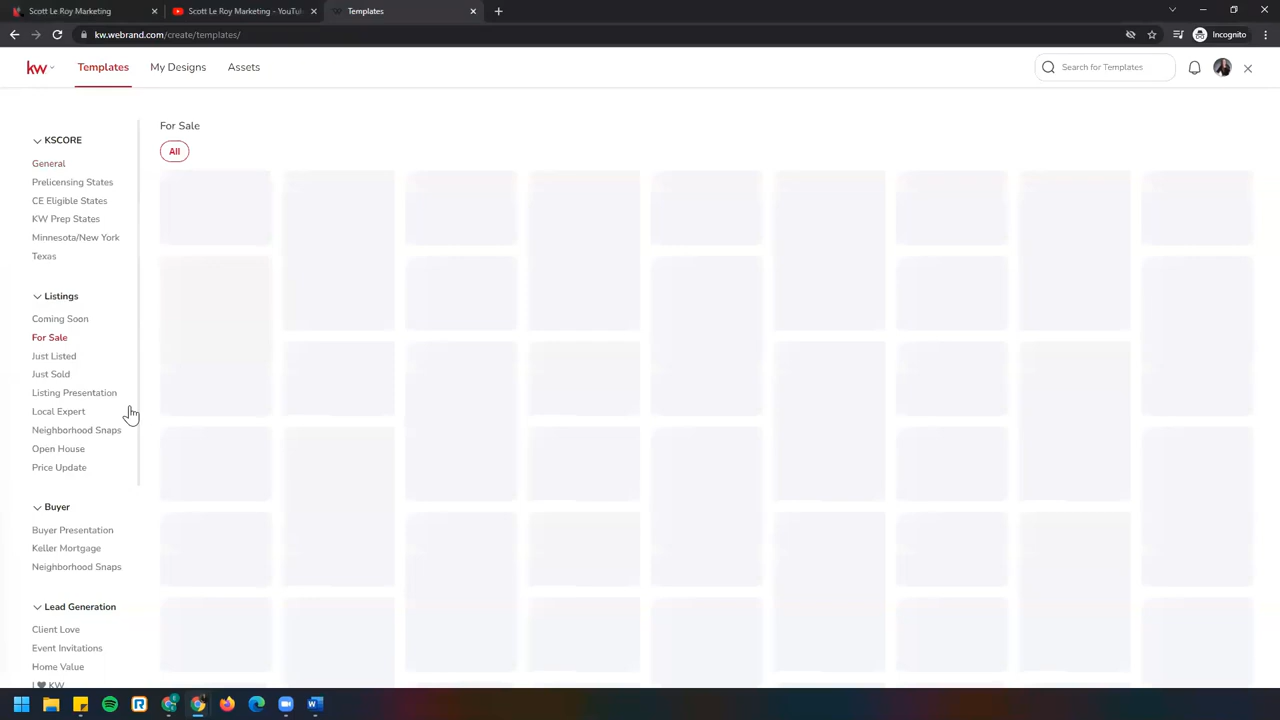 Scott Le Roy Marketing
Scott Le Roy Marketing - YouTu
Templates
kw.webrand.com/create/templates/
Incognito
kw
Templates
My Designs
Assets
Search for Templates
For Sale
All
KSCORE
General
Prelicensing States
CE Eligible States
KW Prep States
Minnesota/New York
Texas
Listings
Coming Soon
For Sale
Just Listed
Just Sold
Listing Presentation
Local Expert
Neighborhood Snaps
Open House
Price Update
Buyer
Buyer Presentation
Keller Mortgage
Neighborhood Snaps
Lead Generation
Client Love
Event Invitations
Home Value
I 🖤 KW